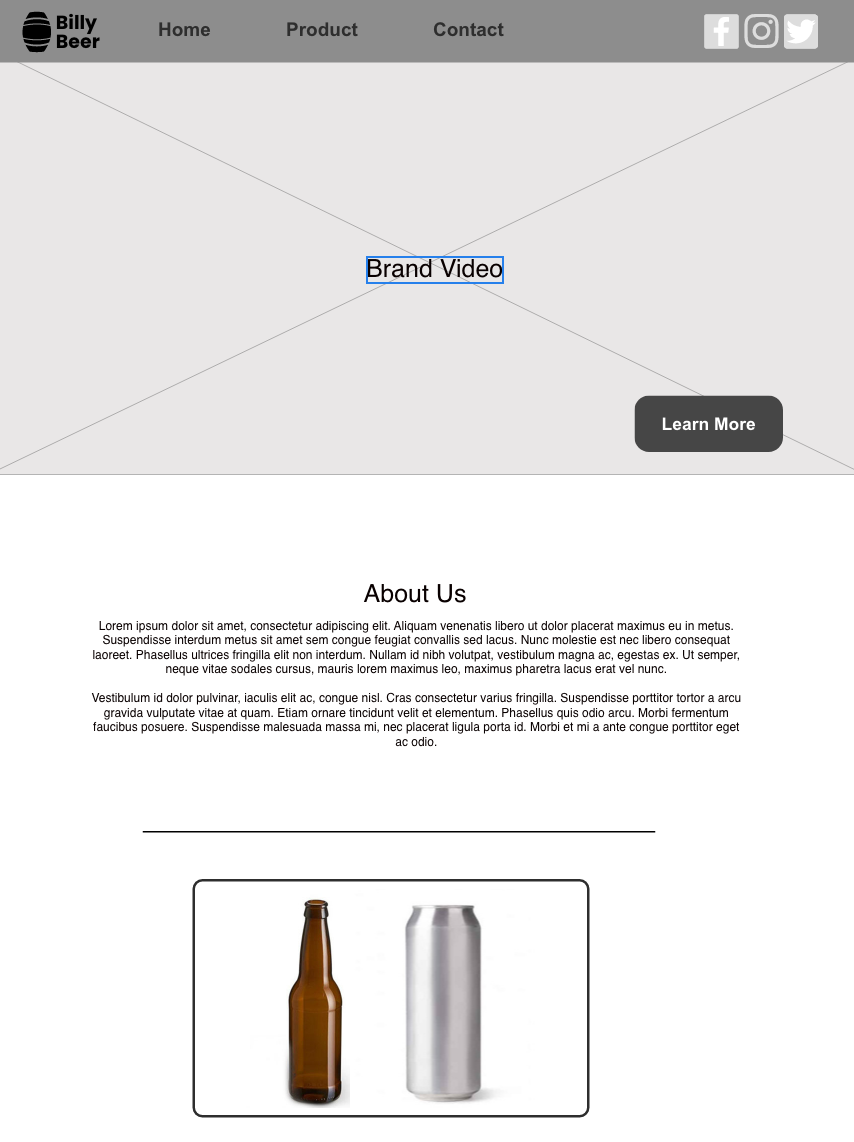 Billy
Beer
Home
Product
Contact
Brand Video
Learn More
About Us
Lorem ipsum dolor sit amet, consectetur adipiscing elit. Aliquam venenatis libero ut dolor placerat maximus eu in metus.
Suspendisse interdum metus sit amet sem congue feugiat convallis sed lacus. Nunc molestie est nec libero consequat
laoreet. Phasellus ultrices fringilla elit non interdum. Nullam id nibh volutpat, vestibulum magna ac, egestas ex. Ut semper,
neque vitae sodales cursus, mauris lorem maximus leo, maximus pharetra lacus erat vel nunc.
Vestibulum id dolor pulvinar, iaculis elit ac, congue nisl. Cras consectetur varius fringilla. Suspendisse porttitor tortor a arcu
gravida vulputate vitae at quam. Etiam ornare tincidunt velit et elementum. Phasellus quis odio arcu. Morbi fermentum
faucibus posuere. Suspendisse malesuada massa mi, nec placerat ligula porta id. Morbi et mi a ante congue porttitor eget
ac odio.